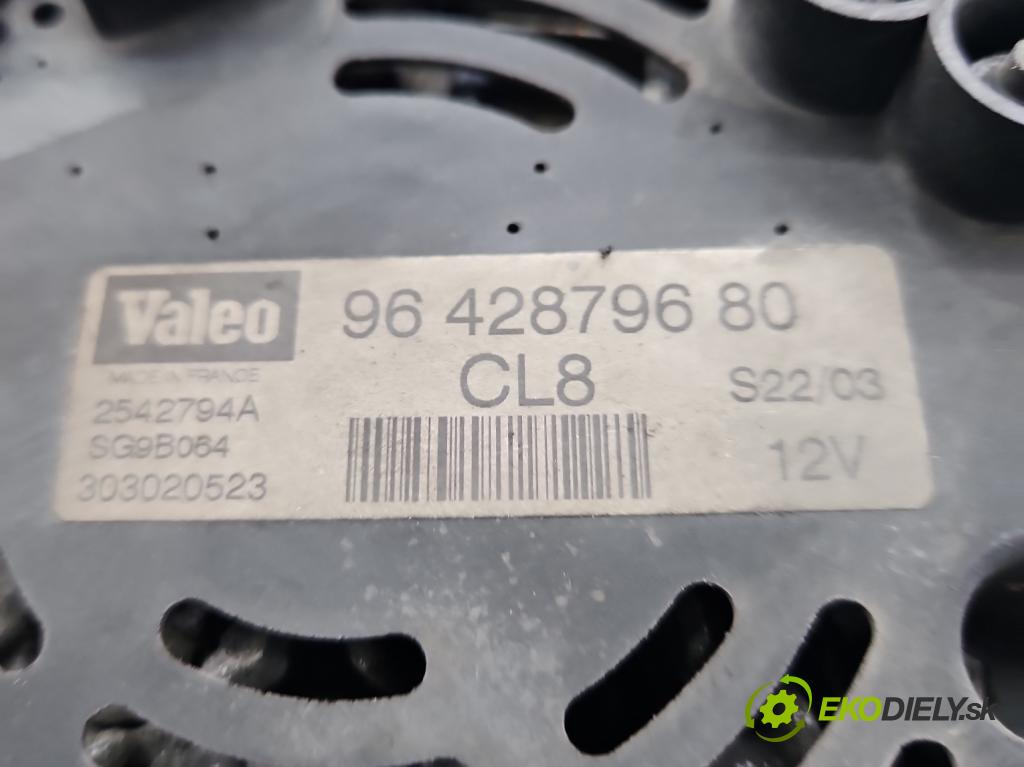 Valeo
MADE IN FRANCE
2542794A
SG9B064
303020523
96 428796 80
CL8
S22/03
12V
EKODIELY.sk